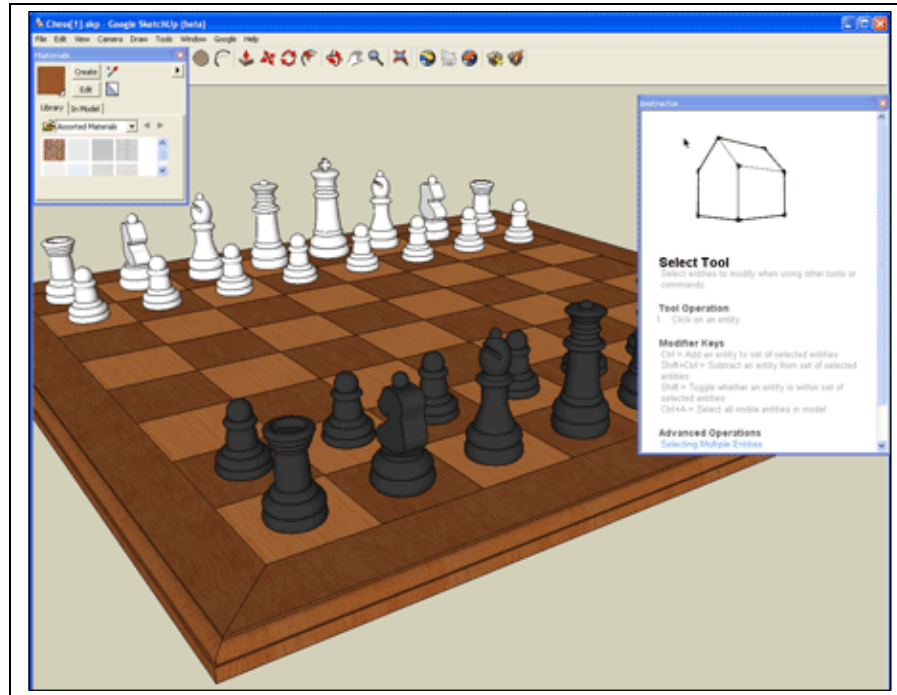 Chess[1].skp - Google SketchUp (beta)
File Edit View Camera Draw Tools Window Google Help
Materials
Create
Edit
Library In Model
Assorted Materials
Instructor
Select Tool
Select entities to modify when using other tools or
commands.
Tool Operation
1. Click on an entity.
Modifier Keys
Ctrl = Add an entity to set of selected entities
Shift+Ctrl = Subtract an entity from set of selected
entities
Shift = Toggle whether an entity is within set of
selected entities
Ctrl+A = Select all visible entities in model
Advanced Operations
Selecting Multiple Entities